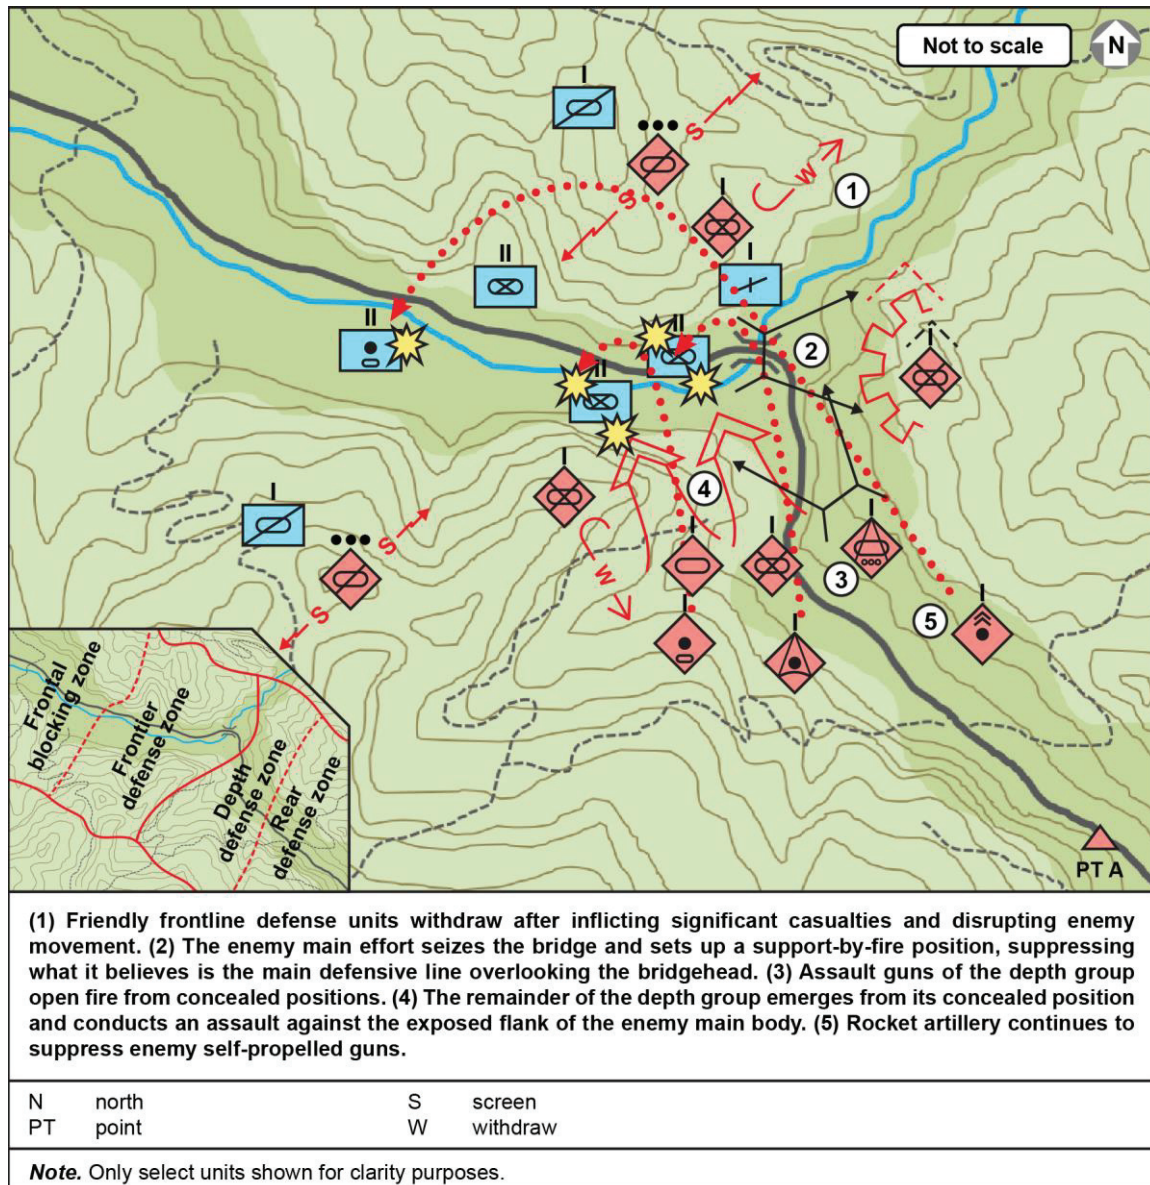 Not to scale
N
I
S
I
W
1
S
II
I
II
II
2
I
II
I
4
I
I
I
I
S
C
W
3
I
S
I
I
5
Frontal
blocking zone
Frontier
defense zone
Depth
defense zone
Rear
defense zone
PT A
(1) Friendly frontline defense units withdraw after inflicting significant casualties and disrupting enemy
movement. (2) The enemy main effort seizes the bridge and sets up a support-by-fire position, suppressing
what it believes is the main defensive line overlooking the bridgehead. (3) Assault guns of the depth group
open fire from concealed positions. (4) The remainder of the depth group emerges from its concealed position
and conducts an assault against the exposed flank of the enemy main body. (5) Rocket artillery continues to
suppress enemy self-propelled guns.
N north S screen
PT point W withdraw
Note. Only select units shown for clarity purposes.